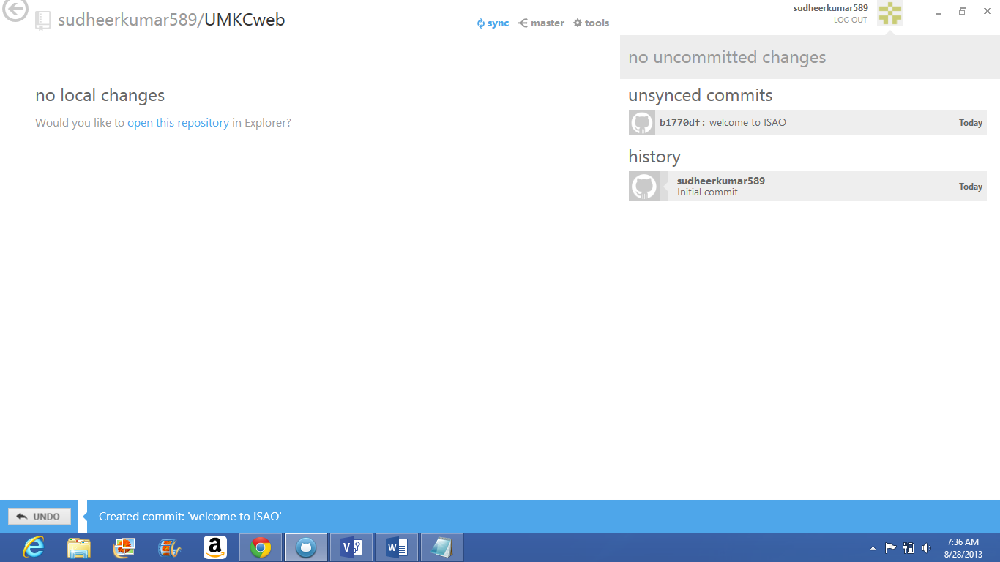 sudheerkumar589/UMKCweb
sync master tools
sudheerkumar589
LOG OUT
no local changes
Would you like to open this repository in Explorer?
no uncommitted changes
unsynced commits
b1770df: welcome to ISAO Today
history
sudheerkumar589
Initial commit
Today
UNDO
Created commit: 'welcome to ISAO'
7:36 AM
8/28/2013